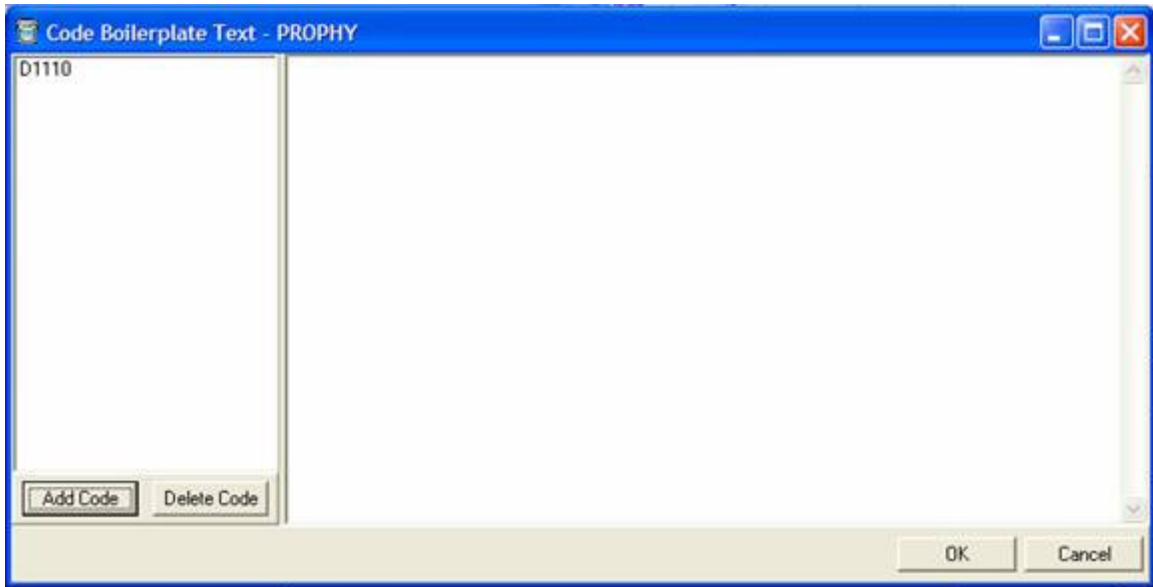 Code Boilerplate Text - PROPHY
D1110
Add Code
Delete Code
OK
Cancel